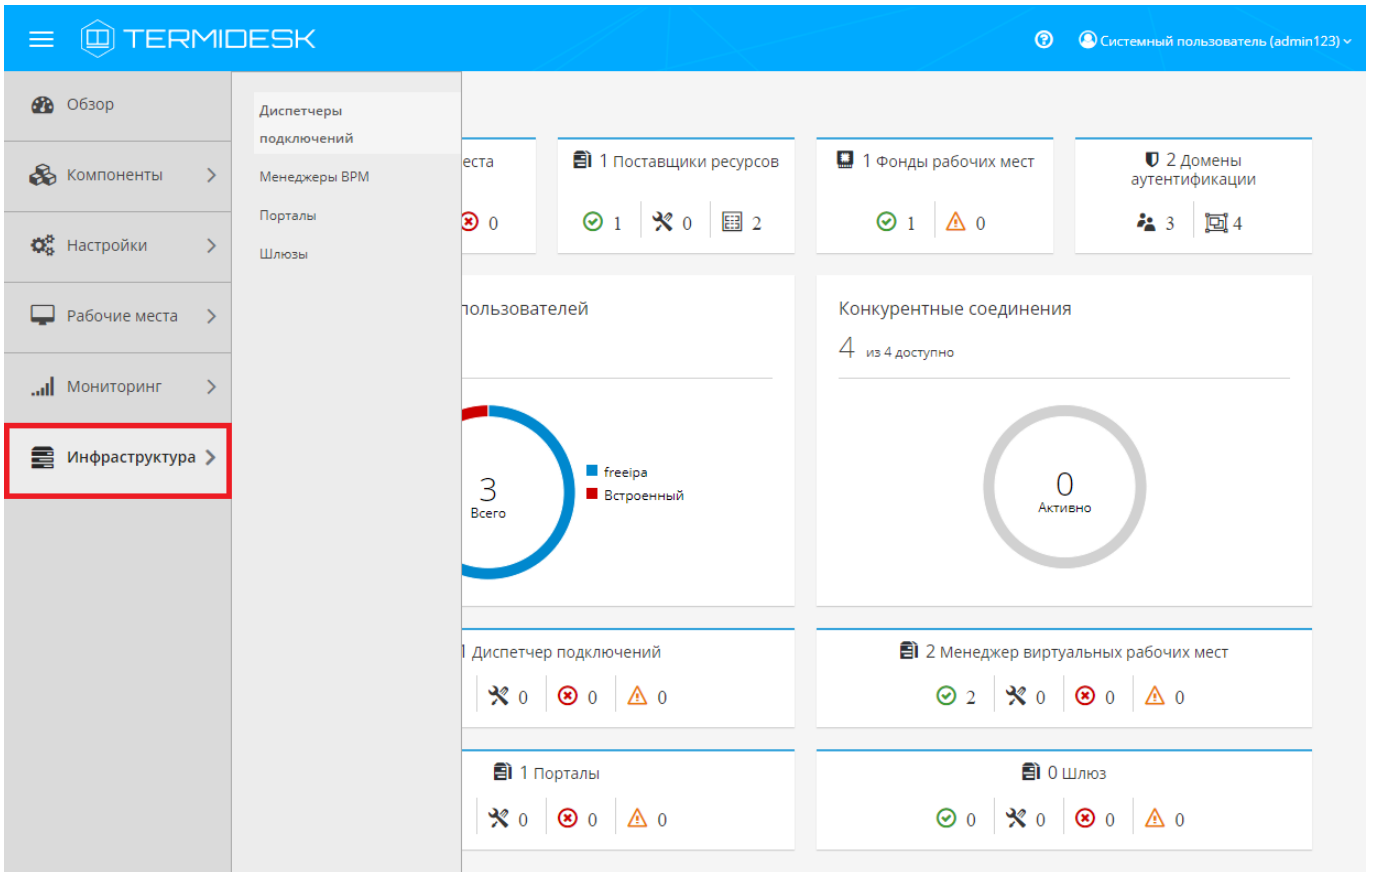 TERMIDESK
Системный пользователь (admin123)
Обзор
Компоненты
Настройки
Рабочие места
Мониторинг
Инфраструктура
Диспетчеры
подключений
Менеджеры ВРМ
Порталы
Шлюзы
еста
0
1 Поставщики ресурсов
1 0 2
1 Фонды рабочих мест
1 0
2 Домены
аутентификации
3 4
пользователей
3
Всего
freeipa
Встроенный
Конкурентные соединения
4 из 4 доступно
0
Активно
1 Диспетчер подключений
0 0 0
2 Менеджер виртуальных рабочих мест
2 0 0 0
1 Порталы
0 0 0
0 Шлюз
0 0 0 0